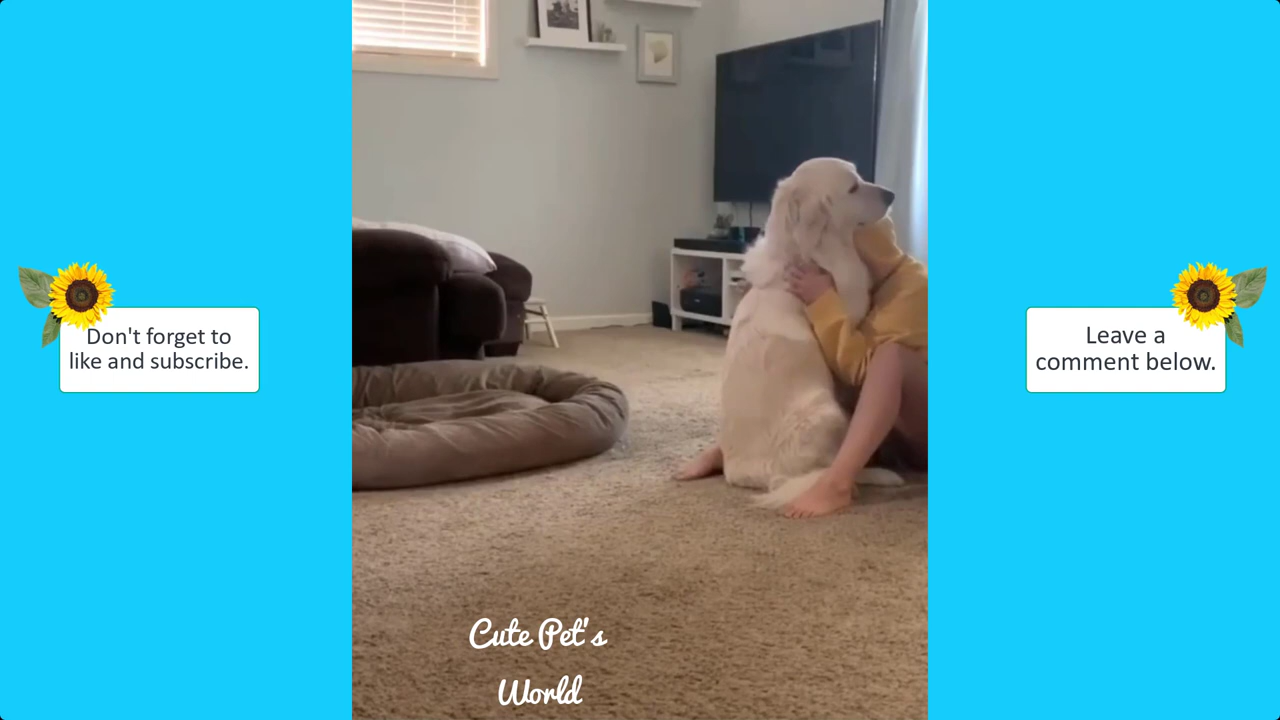 Don't forget to
like and subscribe.
Leave a
comment below.
Cute Pet's
World